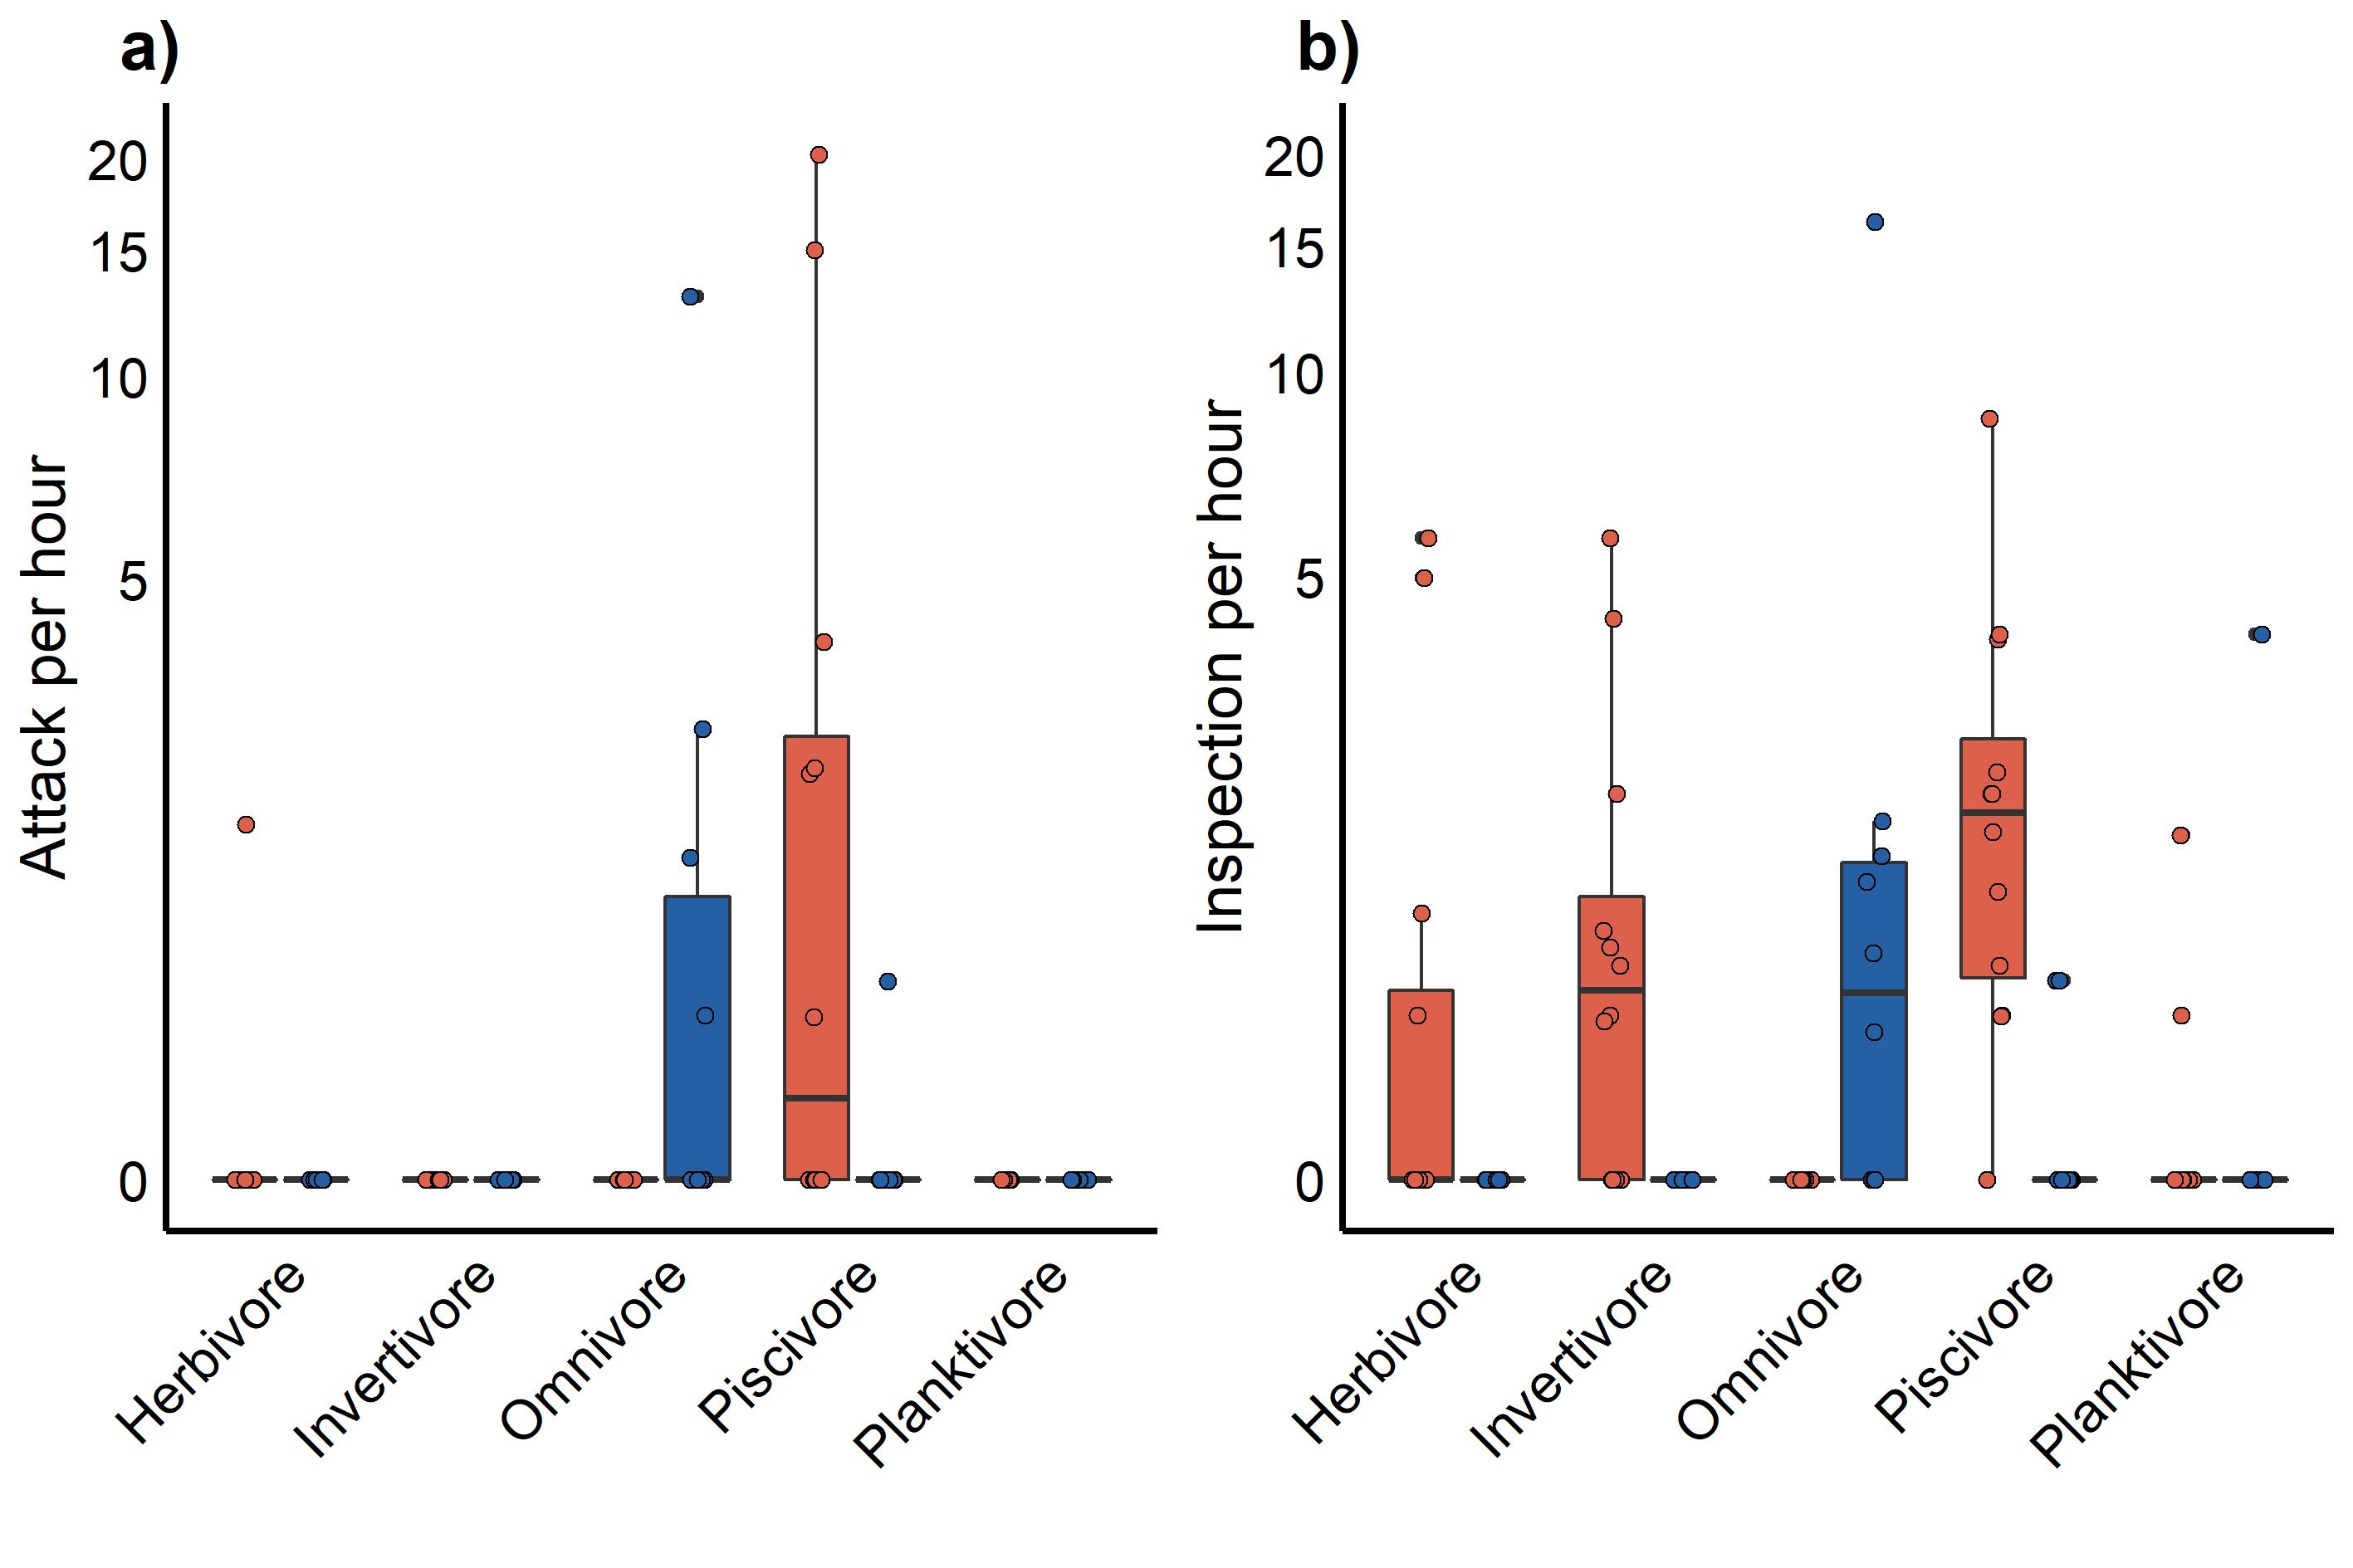 a)
Attack per hour
20
15
10
5
0
Herbivore
Invertivore
Omnivore
Piscivore
Planktivore
b)
Inspection per hour
20
15
10
5
0
Herbivore
Invertivore
Omnivore
Piscivore
Planktivore